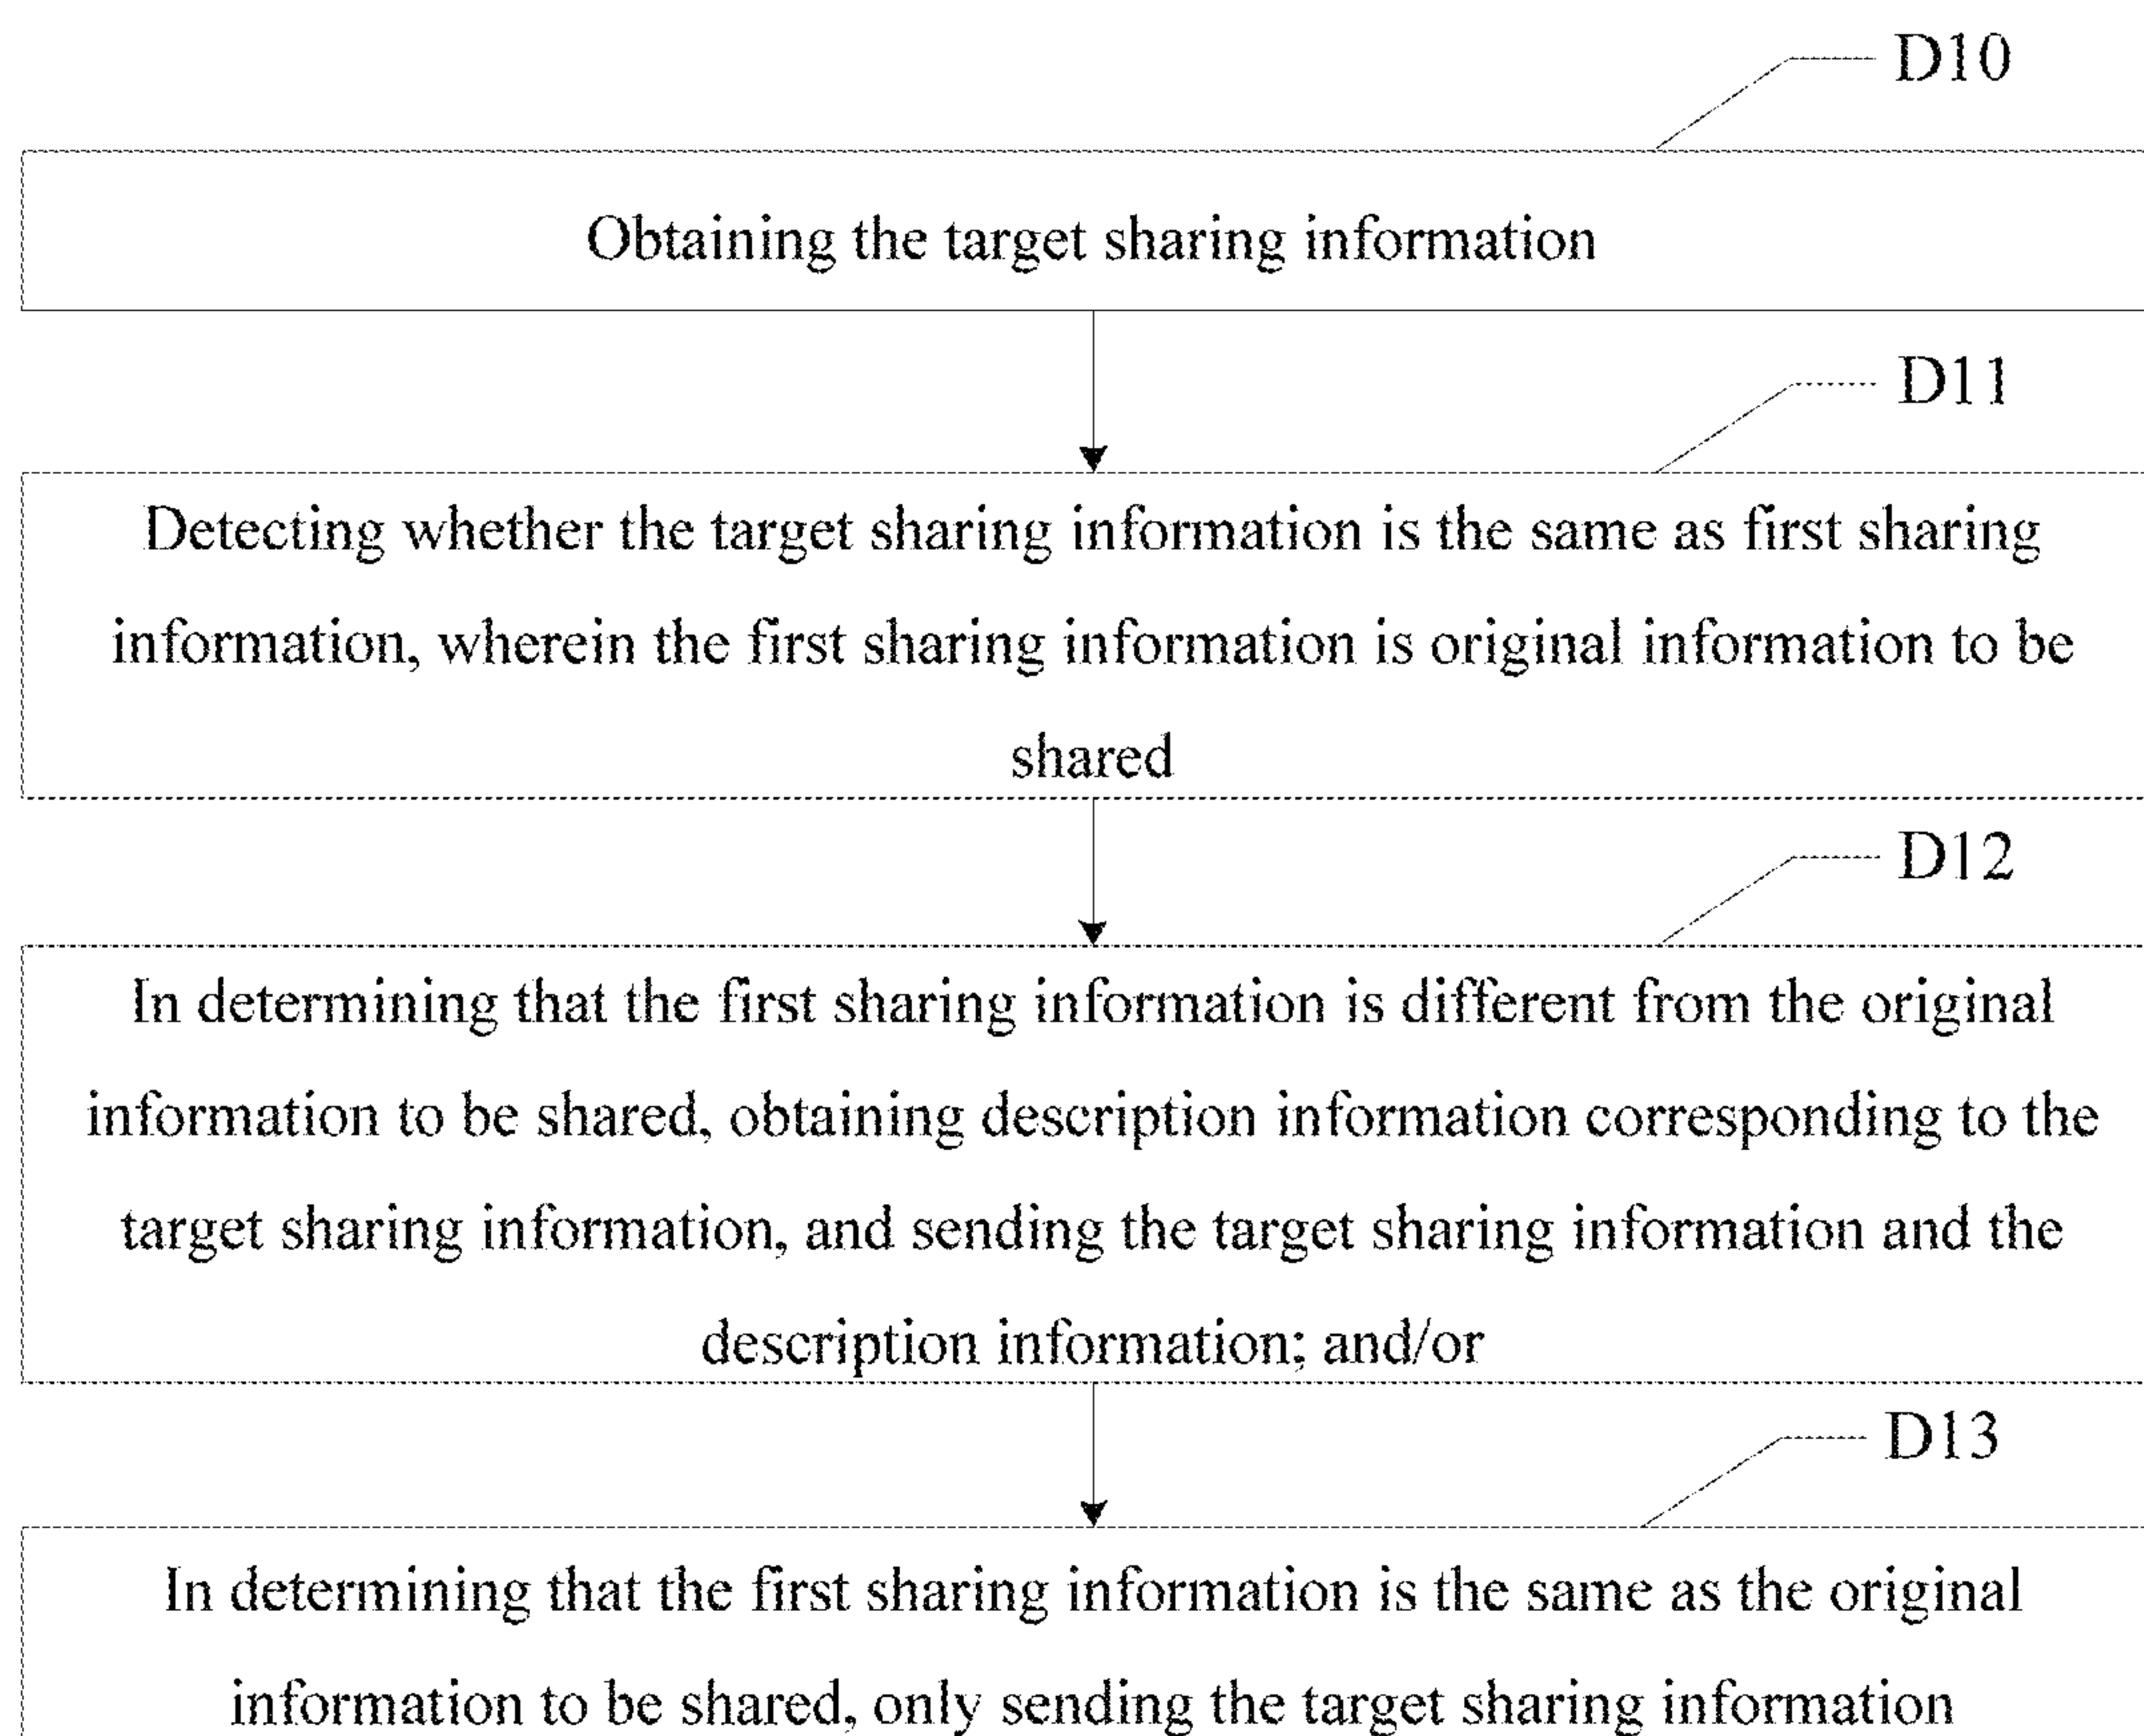 D10
Obtaining the target sharing information
D11
Detecting whether the target sharing information is the same as first sharing
information, wherein the first sharing information is original information to be
shared
D12
In determining that the first sharing information is different from the original
information to be shared, obtaining description information corresponding to the
target sharing information, and sending the target sharing information and the
description information; and/or
D13
In determining that the first sharing information is the same as the original
information to be shared, only sending the target sharing information